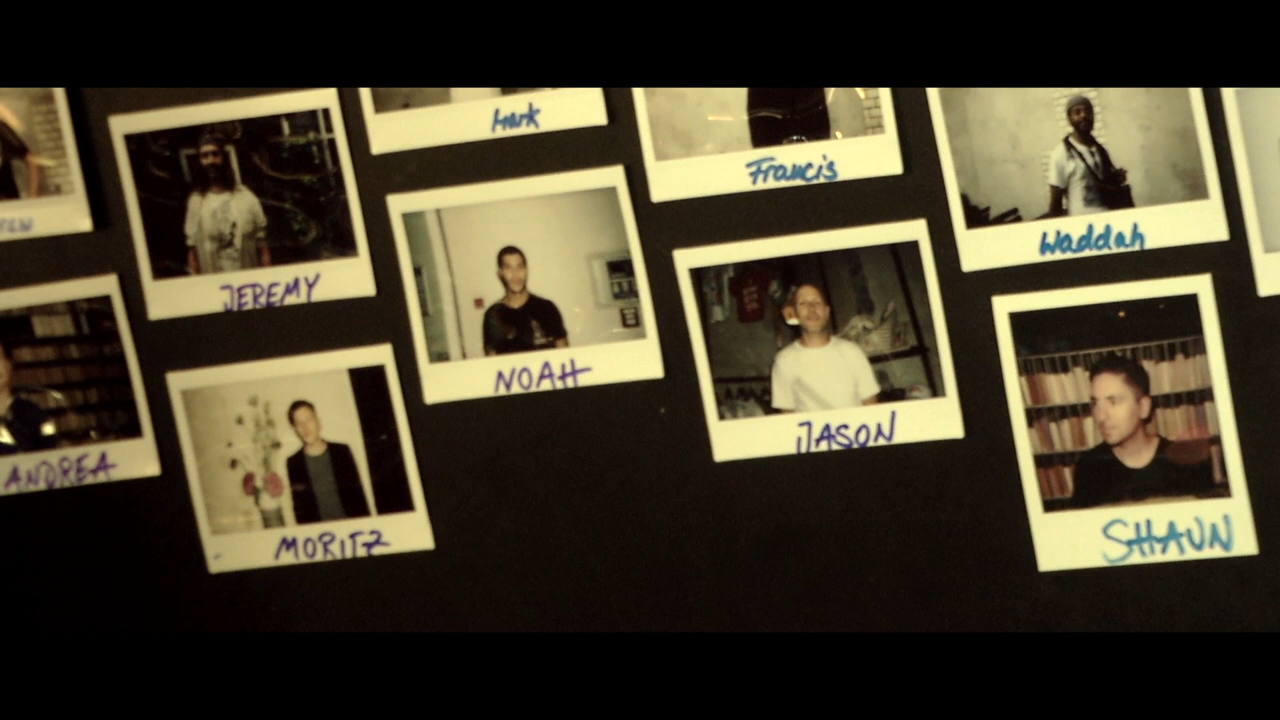 Mark
Francis
Waddah
JEREMY
NOAH
JASON
ANDREA
MORITZ
SHAUN